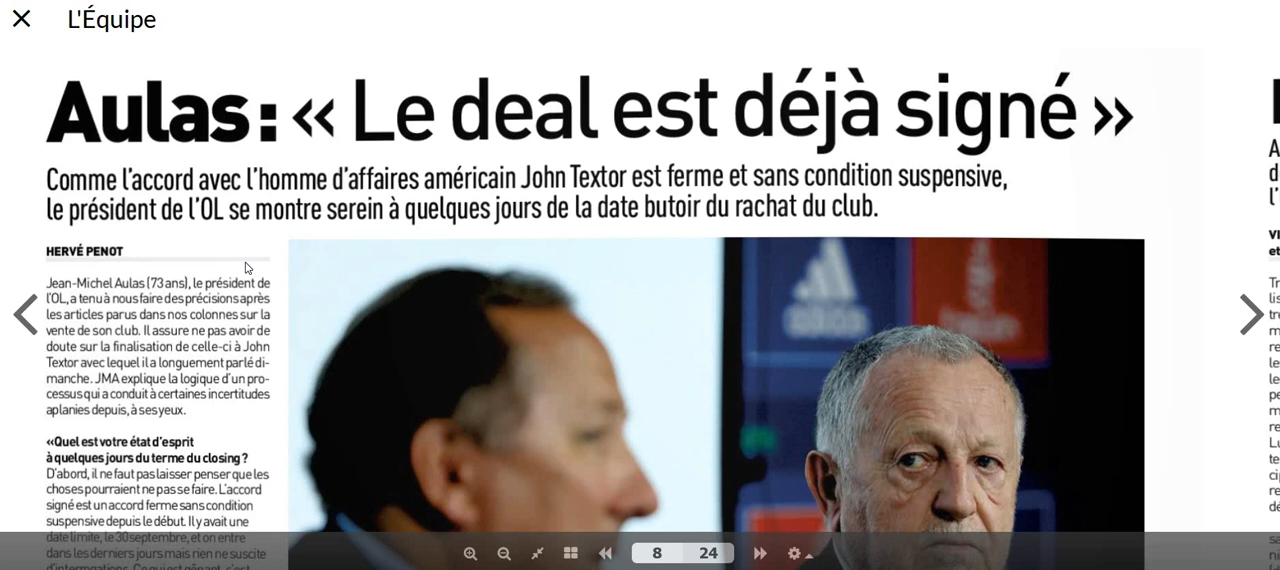 L'Équipe
Aulas : « Le deal est déjà signé »
Comme l'accord avec l'homme d'affaires américain John Textor est ferme et sans condition suspensive,
le président de l'OL se montre serein à quelques jours de la date butoir du rachat du club.
HERVÉ PENOT
Jean-Michel Aulas (73 ans), le président de
l'OL, a tenu à nous faire des précisions après
les articles parus dans nos colonnes sur la
vente de son club. Il assure ne pas avoir de
doute sur la finalisation de celle-ci à John
Textor avec lequel il a longuement parlé di-
manche. JMA explique la logique d'un pro-
cessus qui a conduit à certaines incertitudes
aplanies depuis, à ses yeux.
«Quel est votre état d'esprit
à quelques jours du terme du closing ?
D'abord, il ne faut pas laisser penser que les
choses pourraient ne pas se faire. L'accord
signé est un accord ferme sans condition
suspensive depuis le début. Il y avait une
date limite, le 30 septembre, et on entre
dans les derniers jours mais rien ne suscite
d'interrogations. Ce qui est gênant, c'est
adidas
8 24